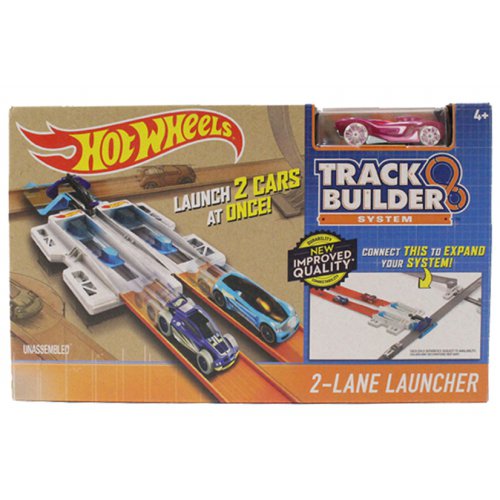 HOT WHEELS
LAUNCH 2 CARS
AT ONCE!
UNASSEMBLED
4+
TRACK
BUILDER
SYSTEM
DURABILITY
NEW
IMPROVED
QUALITY
CONNECT THIS TO EXPAND
YOUR SYSTEM!
2-LANE LAUNCHER